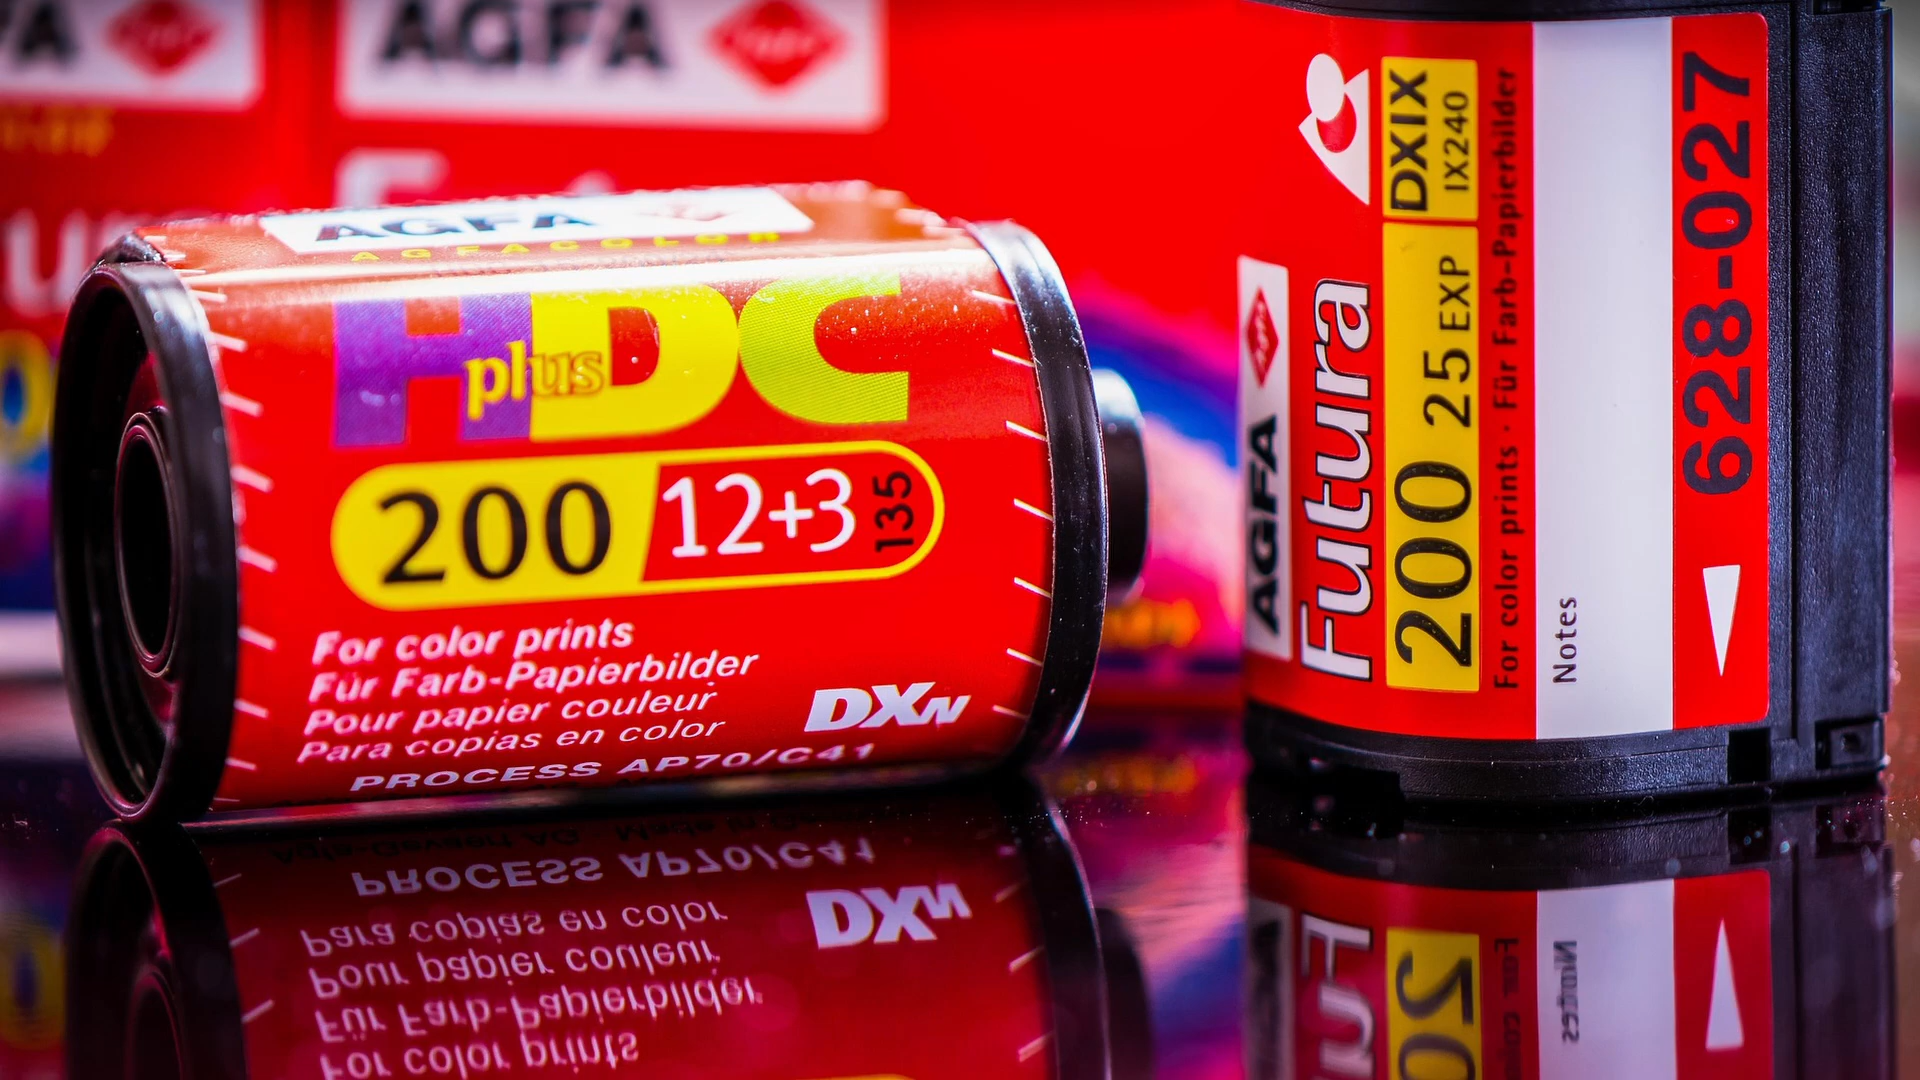 AGFA
AGFA
AGFACOLOR
HDC
plus
200 12+3 135
For color prints
Für Farb-Papierbilder
Pour papier couleur
Para copias en color
DXN
PROCESS AP70/C41
AGFA
Futura
200 25 EXP DXIX IX240
For color prints · Für Farb-Papierbilder
Notes
628-027